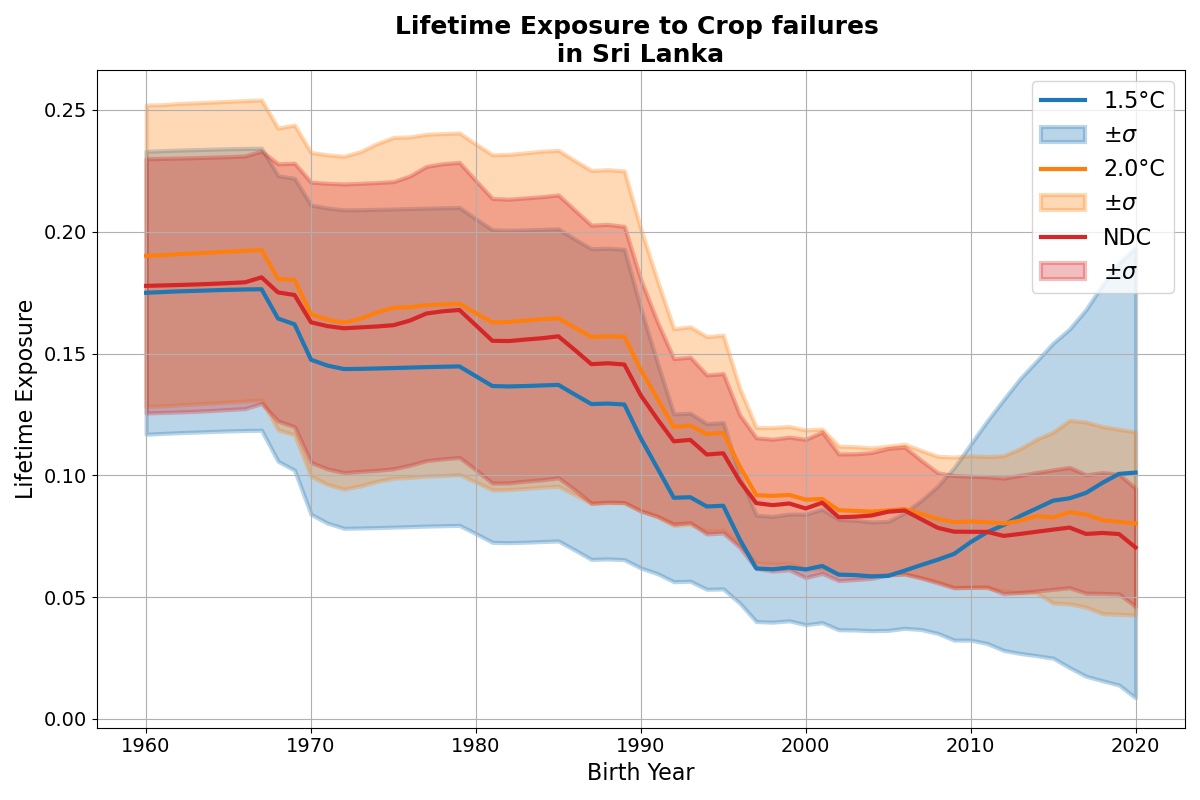 Lifetime Exposure to Crop failures
in Sri Lanka
1.5°C
±σ
2.0°C
±σ
NDC
±σ
Lifetime Exposure
0.25
0.20
0.15
0.10
0.05
0.00
1960 1970 1980 1990 2000 2010 2020
Birth Year